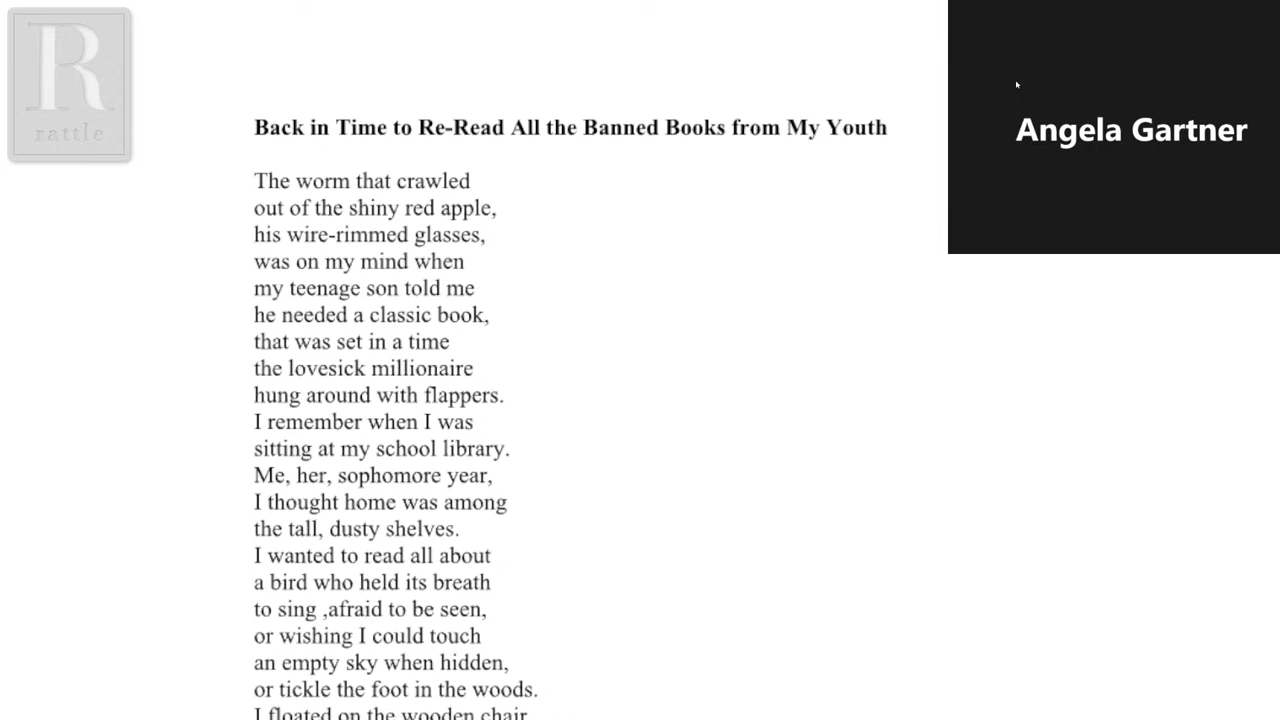 R
rattle
Angela Gartner
Back in Time to Re-Read All the Banned Books from My Youth
The worm that crawled
out of the shiny red apple,
his wire-rimmed glasses,
was on my mind when
my teenage son told me
he needed a classic book,
that was set in a time
the lovesick millionaire
hung around with flappers.
I remember when I was
sitting at my school library.
Me, her, sophomore year,
I thought home was among
the tall, dusty shelves.
I wanted to read all about
a bird who held its breath
to sing ,afraid to be seen,
or wishing I could touch
an empty sky when hidden,
or tickle the foot in the woods.
I floated on the wooden chair